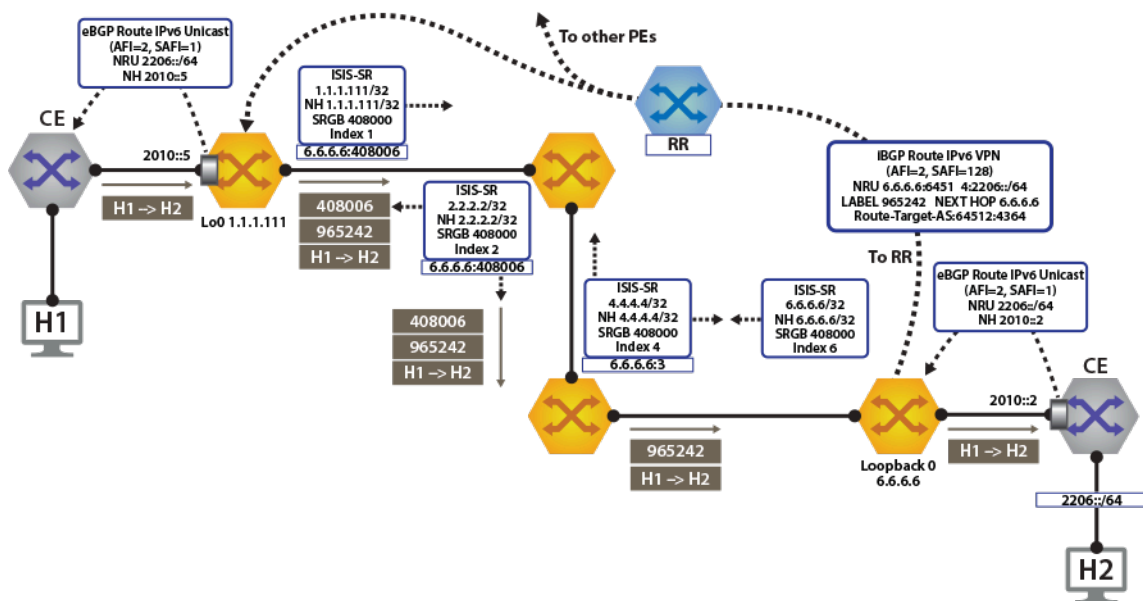 eBGP Route IPv6 Unicast
(AFI=2, SAFI=1)
NRU 2206::/64
NH 2010::5
To other PEs
CE
ISIS-SR
1.1.1.111/32
NH 1.1.1.111/32
SRGB 408000
Index 1
6.6.6.6:408006
RR
2010::5
H1 –> H2
Lo0 1.1.1.111
408006
965242
H1 –> H2
ISIS-SR
2.2.2.2/32
NH 2.2.2.2/32
SRGB 408000
Index 2
6.6.6.6:408006
iBGP Route IPv6 VPN
(AFI=2, SAFI=128)
NRU 6.6.6.6:6451 4:2206::/64
LABEL 965242 NEXT HOP 6.6.6.6
Route-Target-AS:64512:4364
To RR
H1
408006
965242
H1 –> H2
ISIS-SR
4.4.4.4/32
NH 4.4.4.4/32
SRGB 408000
Index 4
6.6.6.6:3
ISIS-SR
6.6.6.6/32
NH 6.6.6.6/32
SRGB 408000
Index 6
eBGP Route IPv6 Unicast
(AFI=2, SAFI=1)
NRU 2206::/64
NH 2010::2
CE
2010::2
965242
H1 –> H2
Loopback 0
6.6.6.6
H1 –> H2
2206::/64
H2